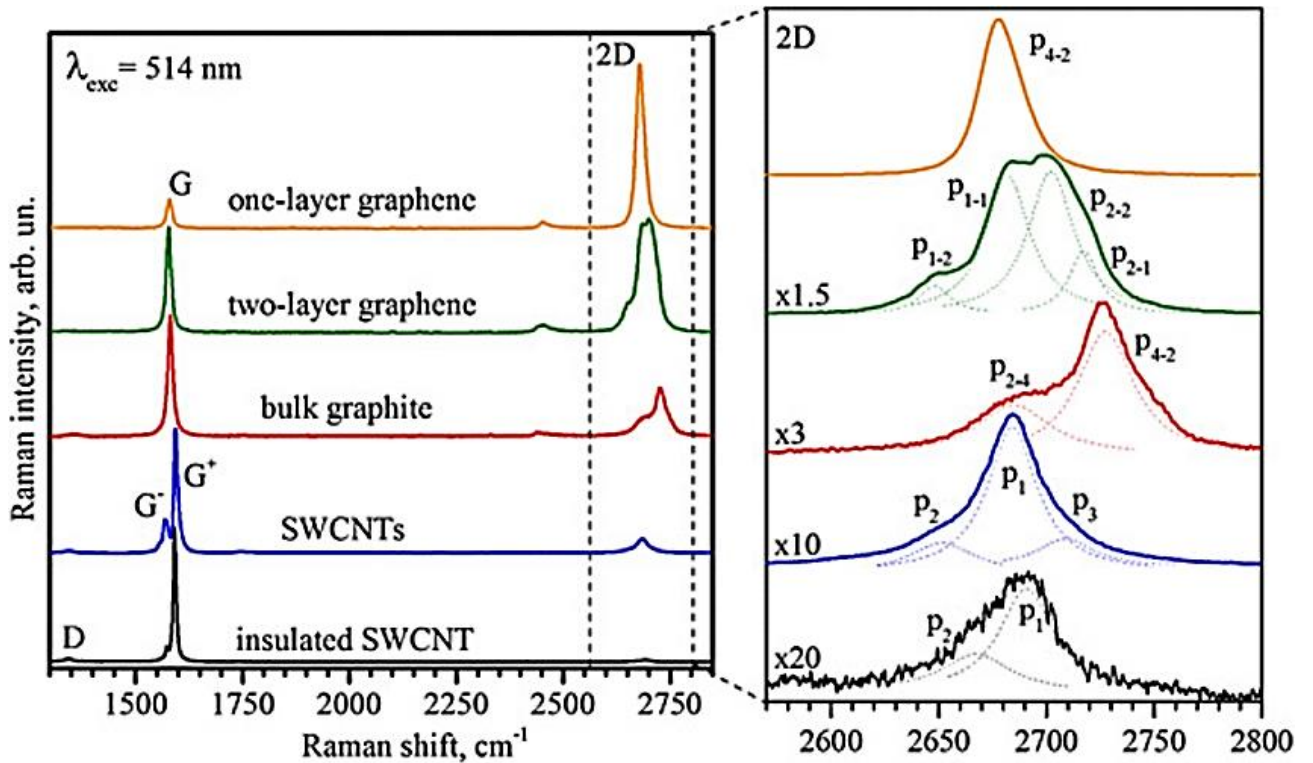 λexc= 514 nm
2D
G
one-layer graphene
two-layer graphene
bulk graphite
G⁻
G⁺
SWCNTs
D
insulated SWCNT
1500 1750 2000 2250 2500 2750
Raman shift, cm⁻¹
Raman intensity, arb. un.
2D
p₄₋₂
p₁₋₁
p₂₋₂
p₁₋₂
p₂₋₁
x1.5
p₄₋₂
p₂₋₄
x3
p₂
p₁
p₃
x10
p₂
p₁
x20
2600 2650 2700 2750 2800